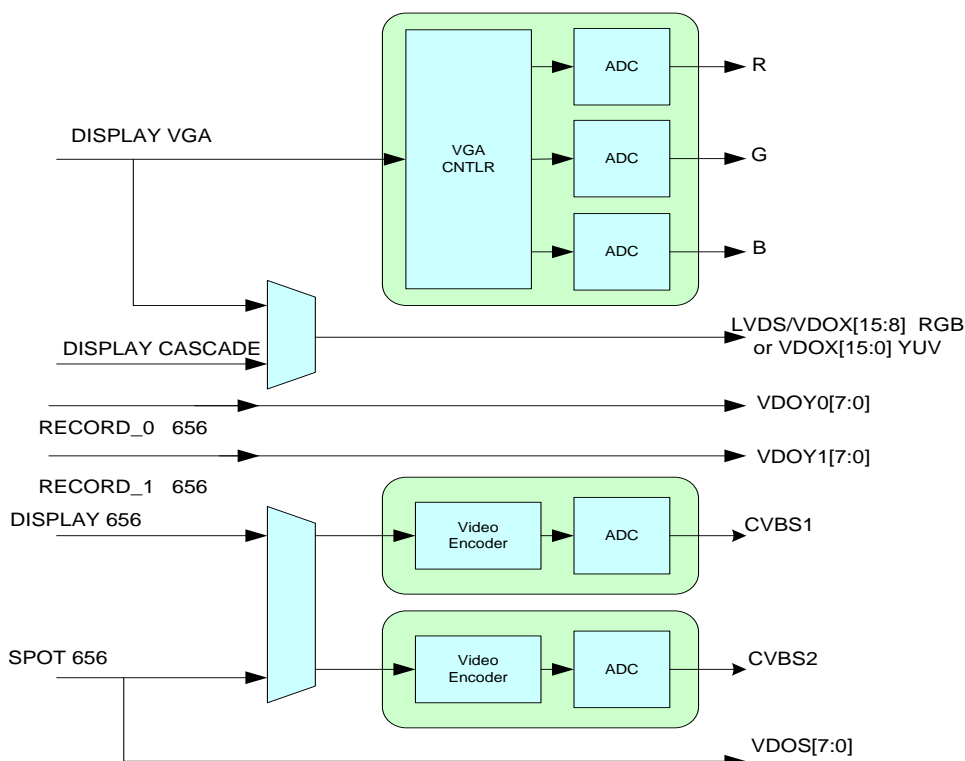 ADC
R
DISPLAY VGA
VGA
CNTLR
ADC
G
ADC
B
LVDS/VDOX[15:8] RGB
or VDOX[15:0] YUV
DISPLAY CASCADE
VDOY0[7:0]
RECORD_0 656
VDOY1[7:0]
RECORD_1 656
DISPLAY 656
Video
Encoder
ADC
CVBS1
SPOT 656
Video
Encoder
ADC
CVBS2
VDOS[7:0]